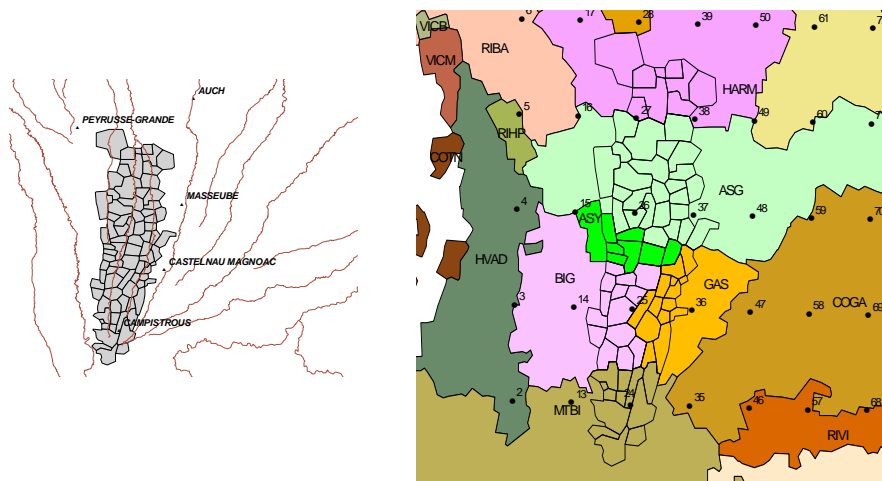 AUCH
PEYRUSSE-GRANDE
MASSEUBE
CASTELNAU MAGNOAC
CAMPISTROUS
6 17 28 39 50 61
VICB
RIBA
VICM
HARM
5 16 27 38 49 60
RIHP
COTN
ASG
4 15 26 37 48 59 70
ASY
HVAD
BIG
GAS
3 14 25 36 47 58 COGA 69
2 13 24 35 46 57 68
MTBI
RIVI